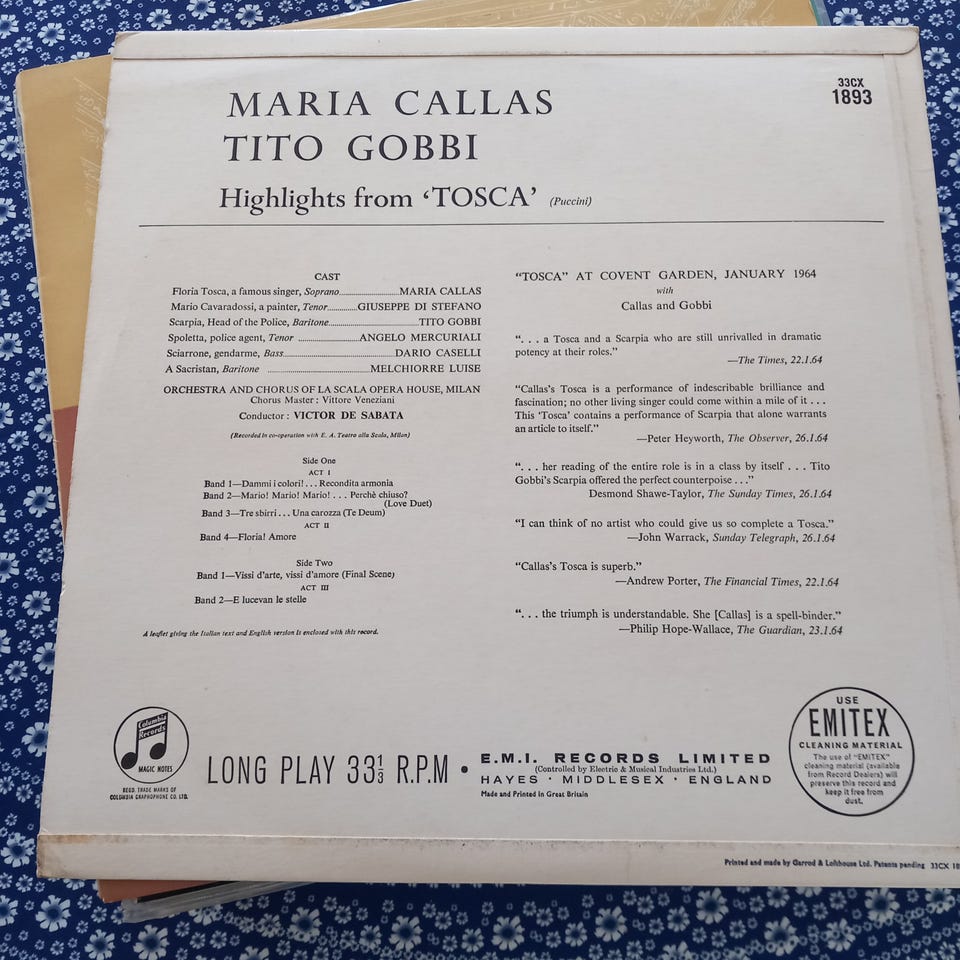 33CX
1893
MARIA CALLAS
TITO GOBBI
Highlights from ‘TOSCA’ (Puccini)
CAST
Floria Tosca, a famous singer, Soprano..........MARIA CALLAS
Mario Cavaradossi, a painter, Tenor..........GIUSEPPE DI STEFANO
Scarpia, Head of the Police, Baritone..........TITO GOBBI
Spoletta, police agent, Tenor ..........ANGELO MERCURIALI
Sciarrone, gendarme, Bass..........DARIO CASELLI
A Sacristan, Baritone ..........MELCHIORRE LUISE
ORCHESTRA AND CHORUS OF LA SCALA OPERA HOUSE, MILAN
Chorus Master : Vittore Veneziani
Conductor : VICTOR DE SABATA
(Recorded in co-operation with E. A. Teatro alla Scala, Milan)
Side One
ACT I
Band 1—Dammi i colori! . . . Recondita armonia
Band 2—Mario! Mario! Mario! . . . Perchè chiuso?
(Love Duet)
Band 3—Tre sbirri . . . Una carozza (Te Deum)
ACT II
Band 4—Floria! Amore
Side Two
Band 1—Vissi d'arte, vissi d'amore (Final Scene)
ACT III
Band 2—E lucevan le stelle
A leaflet giving the Italian text and English version is enclosed with this record.
“TOSCA” AT COVENT GARDEN, JANUARY 1964
with
Callas and Gobbi
“. . . a Tosca and a Scarpia who are still unrivalled in dramatic
potency at their roles.”
—The Times, 22.1.64
“Callas's Tosca is a performance of indescribable brilliance and
fascination; no other living singer could come within a mile of it . . .
This ‘Tosca’ contains a performance of Scarpia that alone warrants
an article to itself.”
—Peter Heyworth, The Observer, 26.1.64
“. . . her reading of the entire role is in a class by itself . . . Tito
Gobbi's Scarpia offered the perfect counterpoise . . .”
Desmond Shawe-Taylor, The Sunday Times, 26.1.64
“I can think of no artist who could give us so complete a Tosca.”
—John Warrack, Sunday Telegraph, 26.1.64
“Callas's Tosca is superb.”
—Andrew Porter, The Financial Times, 22.1.64
“. . . the triumph is understandable. She [Callas] is a spell-binder.”
—Philip Hope-Wallace, The Guardian, 23.1.64
Columbia
Records
MAGIC NOTES
REGD. TRADE MARKS OF
COLUMBIA GRAPHOPHONE CO. LTD.
LONG PLAY 33⅓ R.P.M •
E.M.I. RECORDS LIMITED
(Controlled by Electric & Musical Industries Ltd.)
HAYES · MIDDLESEX · ENGLAND
Made and Printed in Great Britain
USE
EMITEX
CLEANING MATERIAL
The use of “EMITEX”
cleaning material (available
from Record Dealers) will
preserve this record and
keep it free from
dust.
Printed and made by Garrod & Lofthouse Ltd. Patents pending 33CX